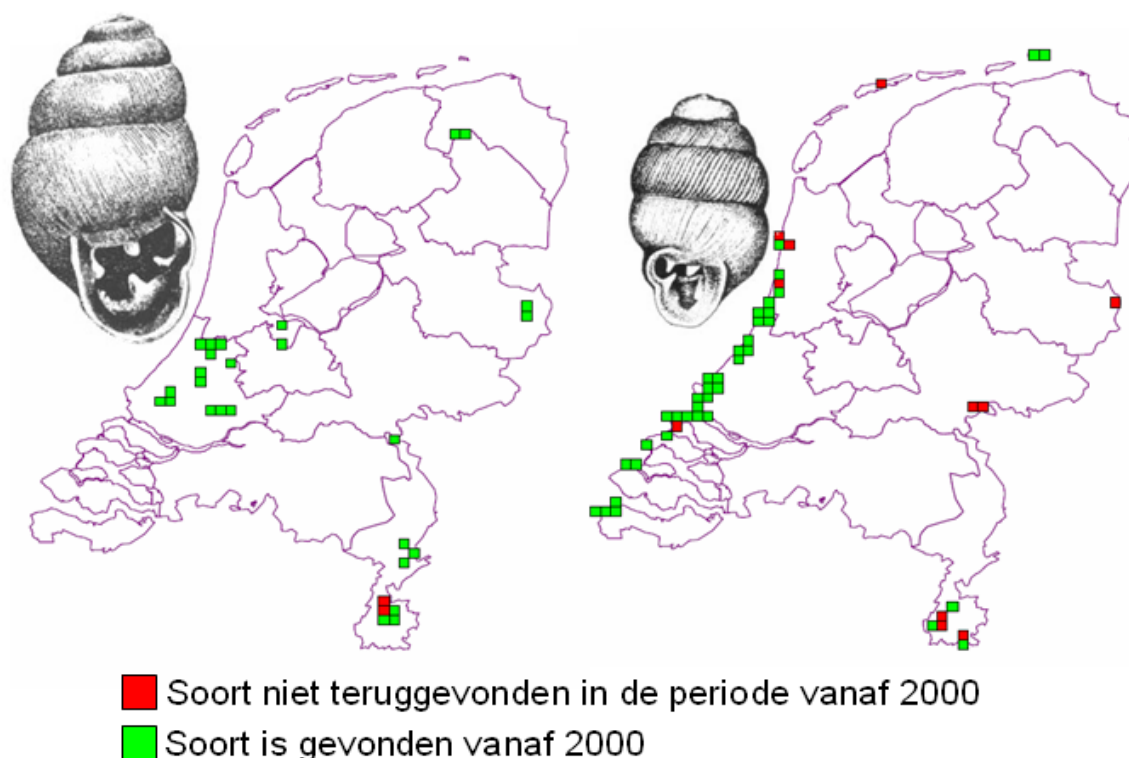 Soort niet teruggevonden in de periode vanaf 2000
Soort is gevonden vanaf 2000